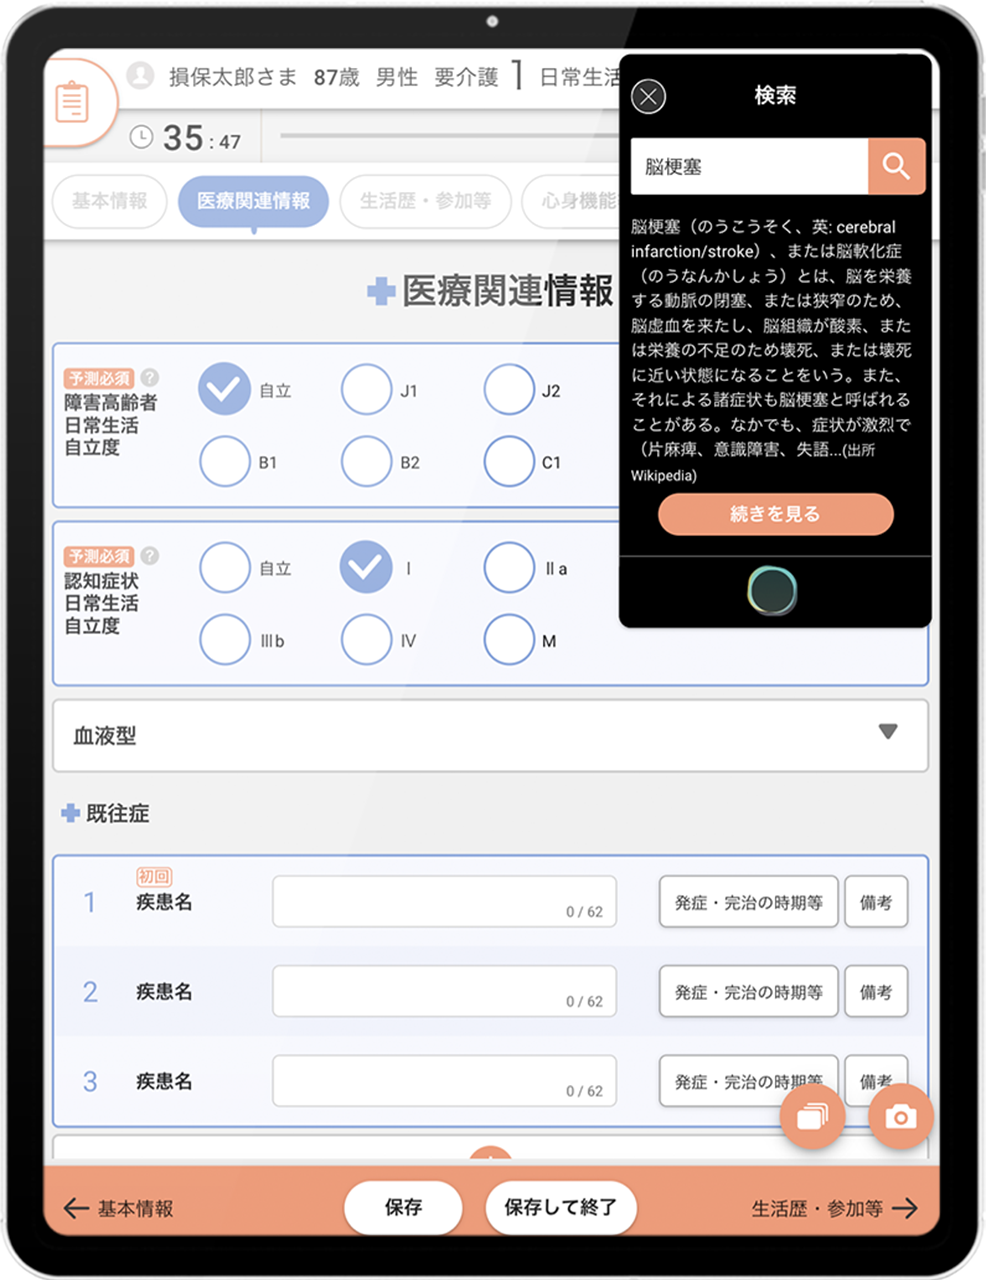 損保太郎さま 87歳 男性 要介護 1 日常生活
35 : 47
基本情報 医療関連情報 生活歴・参加等 心身機能
医療関連情報
予測必須 ?
障害高齢者
日常生活
自立度
自立 J1 J2
B1 B2 C1
予測必須 ?
認知症状
日常生活
自立度
自立 I IIa
IIIb IV M
血液型
既往症
初回
1 疾患名 0 / 62 発症・完治の時期等 備考
2 疾患名 0 / 62 発症・完治の時期等 備考
3 疾患名 0 / 62 発症・完治の時期等 備考
基本情報 保存 保存して終了 生活歴・参加等
検索
脳梗塞
脳梗塞（のうこうそく、英: cerebral
infarction/stroke）、または脳軟化症
（のうなんかしょう）とは、脳を栄養
する動脈の閉塞、または狭窄のため、
脳虚血を来たし、脳組織が酸素、また
は栄養の不足のため壊死、または壊死
に近い状態になることをいう。また、
それによる諸症状も脳梗塞と呼ばれる
ことがある。なかでも、症状が激烈で
（片麻痺、意識障害、失語...(出所
Wikipedia)
続きを見る